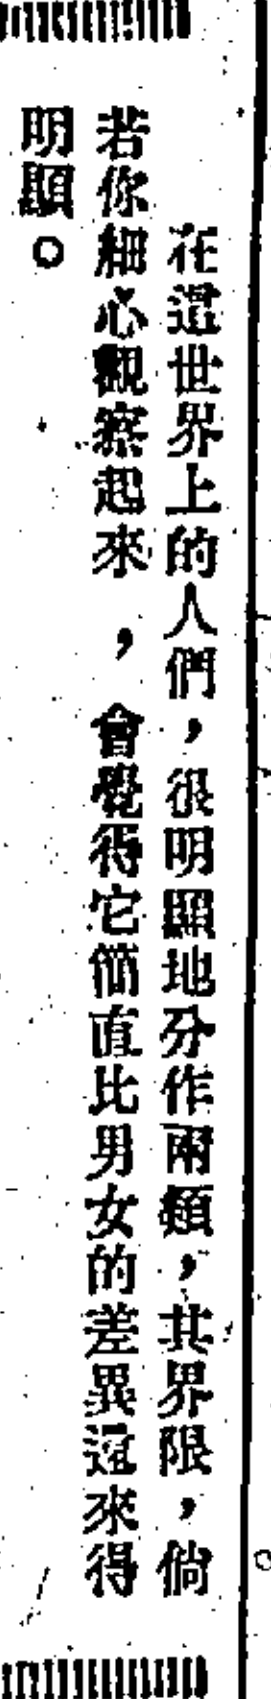 在這世界上的人們，很明顯地分作兩類，其界限，倘
若你細心觀察起來，會覺得它簡直比男女的差異還來得
明顯。